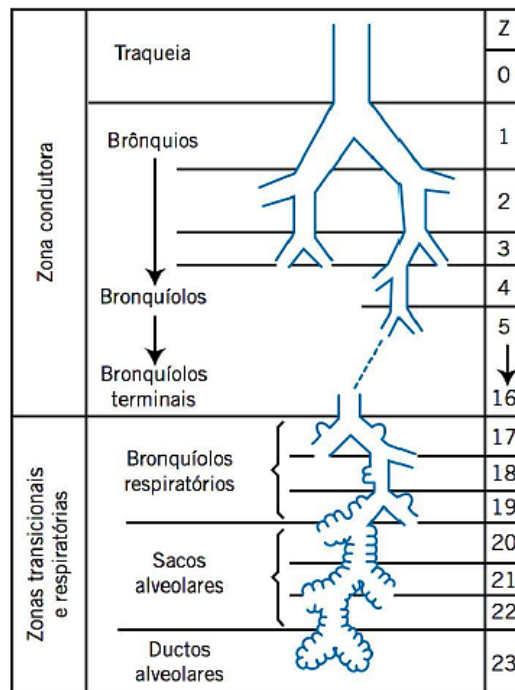 Z
Traqueia
0
Zona condutora
Brônquios
1
2
3
Bronquíolos
4
5
Bronquíolos
terminais
16
Zonas transicionais
e respiratórias
17
Bronquíolos
respiratórios
18
19
20
Sacos
alveolares
21
22
Ductos
alveolares
23